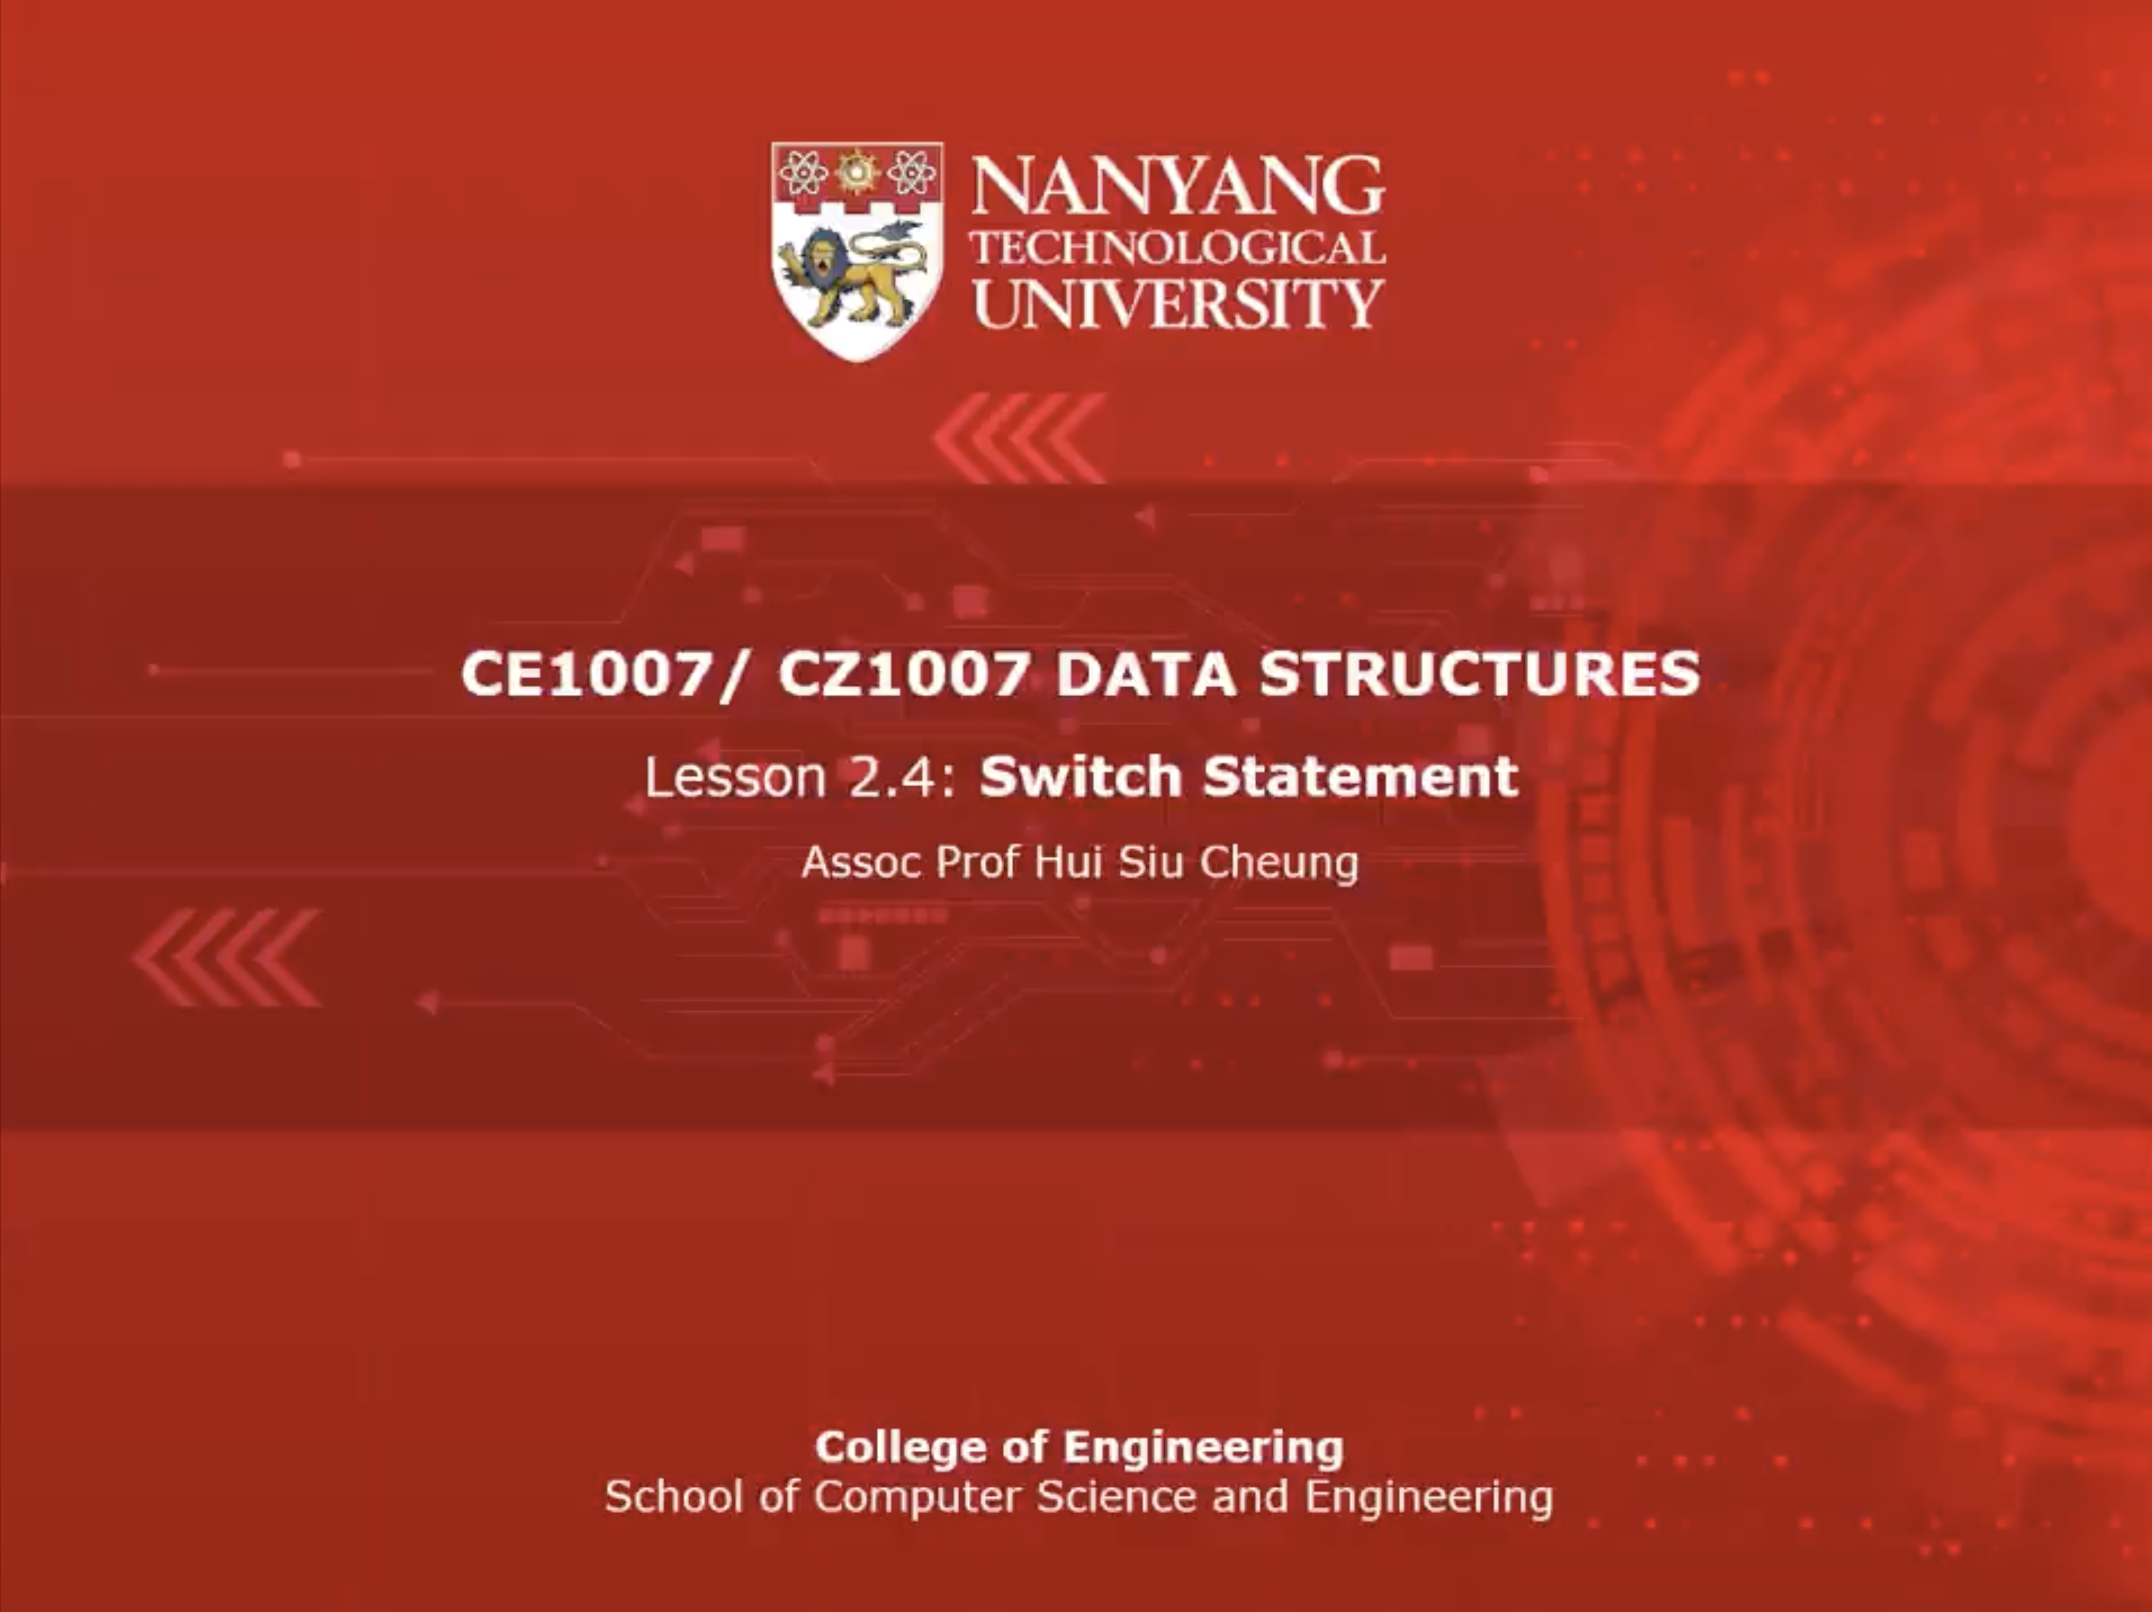 NANYANG
TECHNOLOGICAL
UNIVERSITY
CE1007/ CZ1007 DATA STRUCTURES
Lesson 2.4: Switch Statement
Assoc Prof Hui Siu Cheung
College of Engineering
School of Computer Science and Engineering